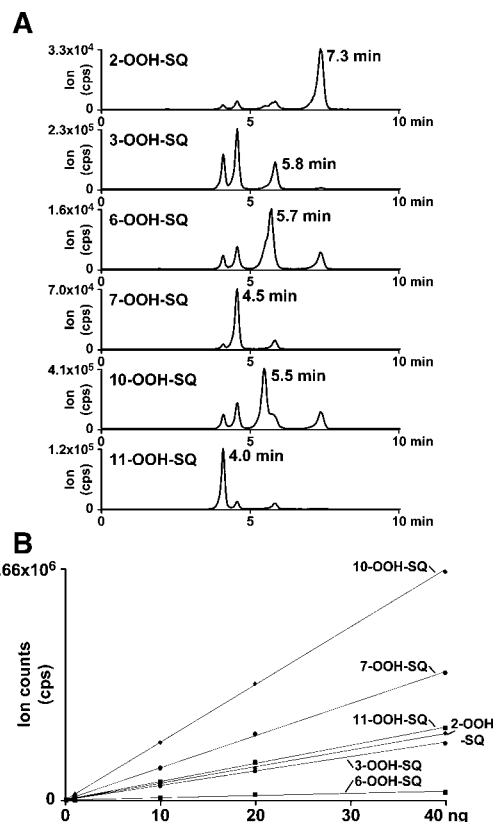 A
3.3x10⁴
2-OOH-SQ
7.3 min
Ion (cps)
0
0 5 10 min
2.3x10⁵
3-OOH-SQ
5.8 min
Ion (cps)
0
0 5 10 min
1.6x10⁴
6-OOH-SQ
5.7 min
Ion (cps)
0
0 5 10 min
7.0x10⁴
7-OOH-SQ
4.5 min
Ion (cps)
0
0 5 10 min
4.1x10⁵
10-OOH-SQ
5.5 min
Ion (cps)
0
0 5 10 min
1.2x10⁵
11-OOH-SQ
4.0 min
Ion (cps)
0
0 5 10 min
B
.66x10⁶
10-OOH-SQ
7-OOH-SQ
11-OOH-SQ
2-OOH
-SQ
3-OOH-SQ
6-OOH-SQ
Ion counts
(cps)
0
0 10 20 40 ng